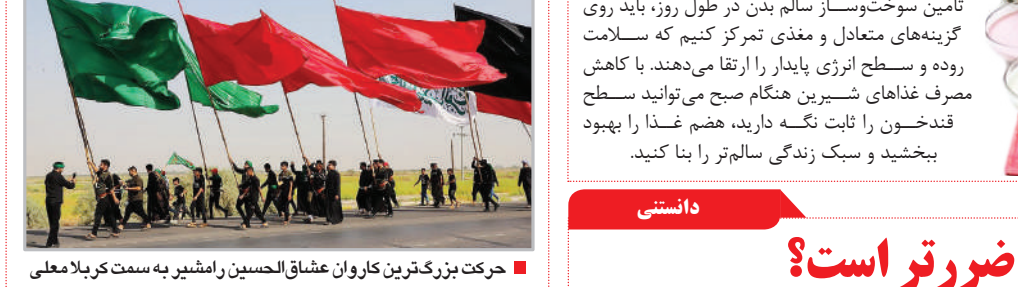 تأمین سوخت‌وساز سالم بدن در طول روز، باید روی
گزینه‌های متعادل و مغذی تمرکز کنیم که سلامت
روده و سطح انرژی پایدار را ارتقا می‌دهند. با کاهش
مصرف غذاهای شیرین هنگام صبح می‌توانید سطح
قندخون را ثابت نگه دارید، هضم غذا را بهبود
ببخشید و سبک زندگی سالم‌تر را بنا کنید.
دانستنی
ضررتر است؟
حرکت بزرگ‌ترین کاروان عشاق‌الحسین رامشیر به سمت کربلا معلی